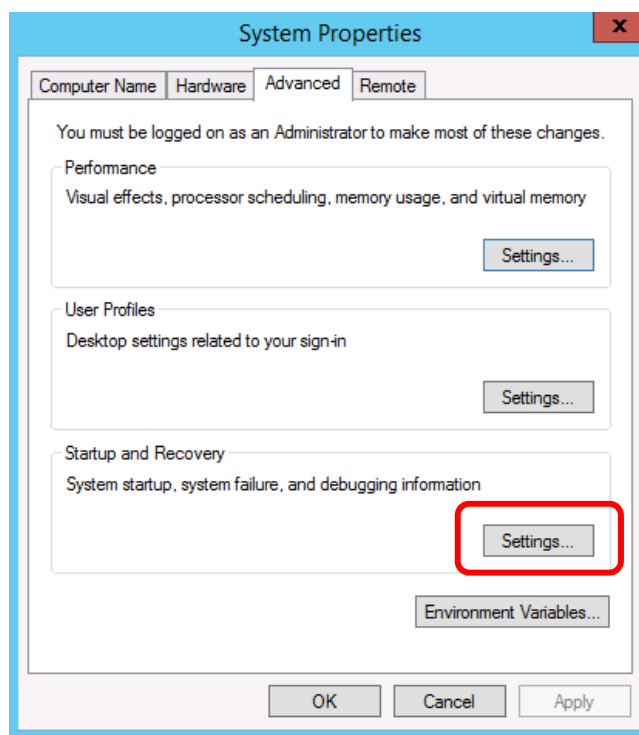 System Properties
x
Computer Name Hardware Advanced Remote
You must be logged on as an Administrator to make most of these changes.
Performance
Visual effects, processor scheduling, memory usage, and virtual memory
Settings...
User Profiles
Desktop settings related to your sign-in
Settings...
Startup and Recovery
System startup, system failure, and debugging information
Settings...
Environment Variables...
OK Cancel Apply